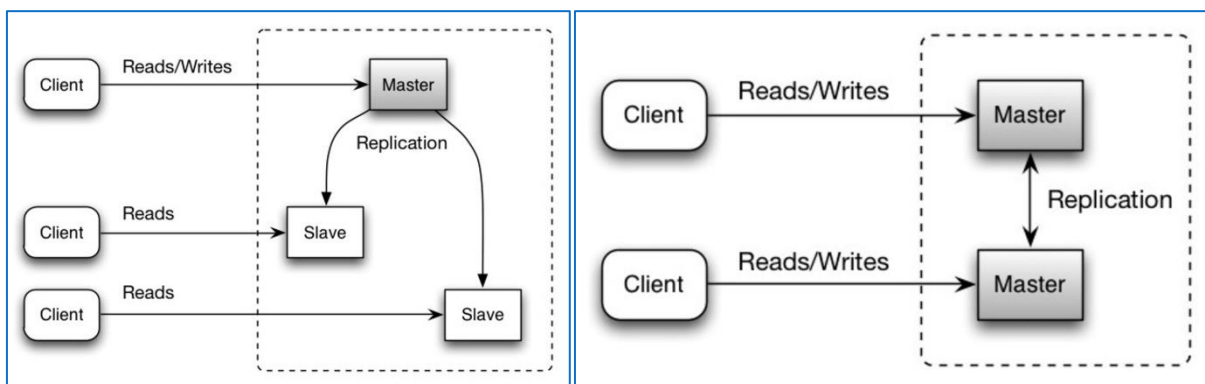 Reads/Writes
Client
Master
Replication
Reads
Client
Slave
Reads
Client
Slave
Reads/Writes
Client
Master
Replication
Reads/Writes
Client
Master